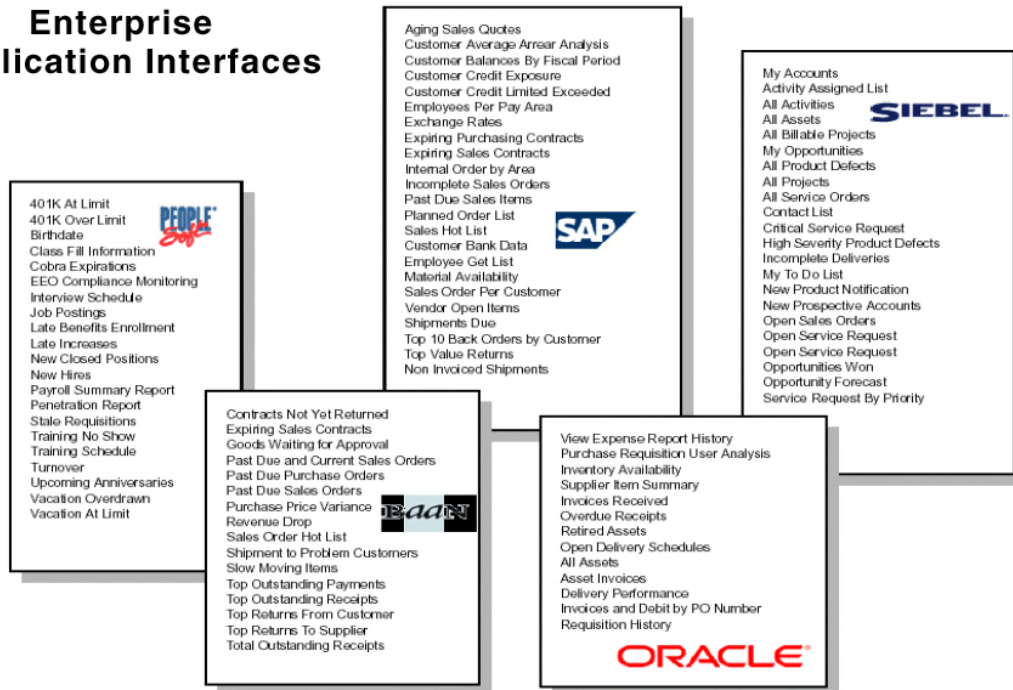 Enterprise
lication Interfaces
401K At Limit
401K Over Limit
Birthdate
Class Fill Information
Cobra Expirations
EEO Compliance Monitoring
Interview Schedule
Job Postings
Late Benefits Enrollment
Late Increases
New Closed Positions
New Hires
Payroll Summary Report
Penetration Report
Stale Requisitions
Training No Show
Training Schedule
Turnover
Upcoming Anniversaries
Vacation Overdrawn
Vacation At Limit
PEOPLE
Soft
Contracts Not Yet Returned
Expiring Sales Contracts
Goods Waiting for Approval
Past Due and Current Sales Orders
Past Due Purchase Orders
Past Due Sales Orders
Purchase Price Variance
Revenue Drop
Sales Order Hot List
Shipment to Problem Customers
Slow Moving Items
Top Outstanding Payments
Top Outstanding Receipts
Top Returns From Customer
Top Returns To Supplier
Total Outstanding Receipts
Baan
Aging Sales Quotes
Customer Average Arrear Analysis
Customer Balances By Fiscal Period
Customer Credit Exposure
Customer Credit Limited Exceeded
Employees Per Pay Area
Exchange Rates
Expiring Purchasing Contracts
Expiring Sales Contracts
Internal Order by Area
Incomplete Sales Orders
Past Due Sales Items
Planned Order List
Sales Hot List
Customer Bank Data
Employee Get List
Material Availability
Sales Order Per Customer
Vendor Open Items
Shipments Due
Top 10 Back Orders by Customer
Top Value Returns
Non Invoiced Shipments
SAP
View Expense Report History
Purchase Requisition User Analysis
Inventory Availability
Supplier Item Summary
Invoices Received
Overdue Receipts
Retired Assets
Open Delivery Schedules
All Assets
Asset Invoices
Delivery Performance
Invoices and Debit by PO Number
Requisition History
ORACLE
My Accounts
Activity Assigned List
All Activities
All Assets
All Billable Projects
My Opportunities
All Product Defects
All Projects
All Service Orders
Contact List
Critical Service Request
High Severity Product Defects
Incomplete Deliveries
My To Do List
New Product Notification
New Prospective Accounts
Open Sales Orders
Open Service Request
Open Service Request
Opportunities Won
Opportunity Forecast
Service Request By Priority
SIEBEL.